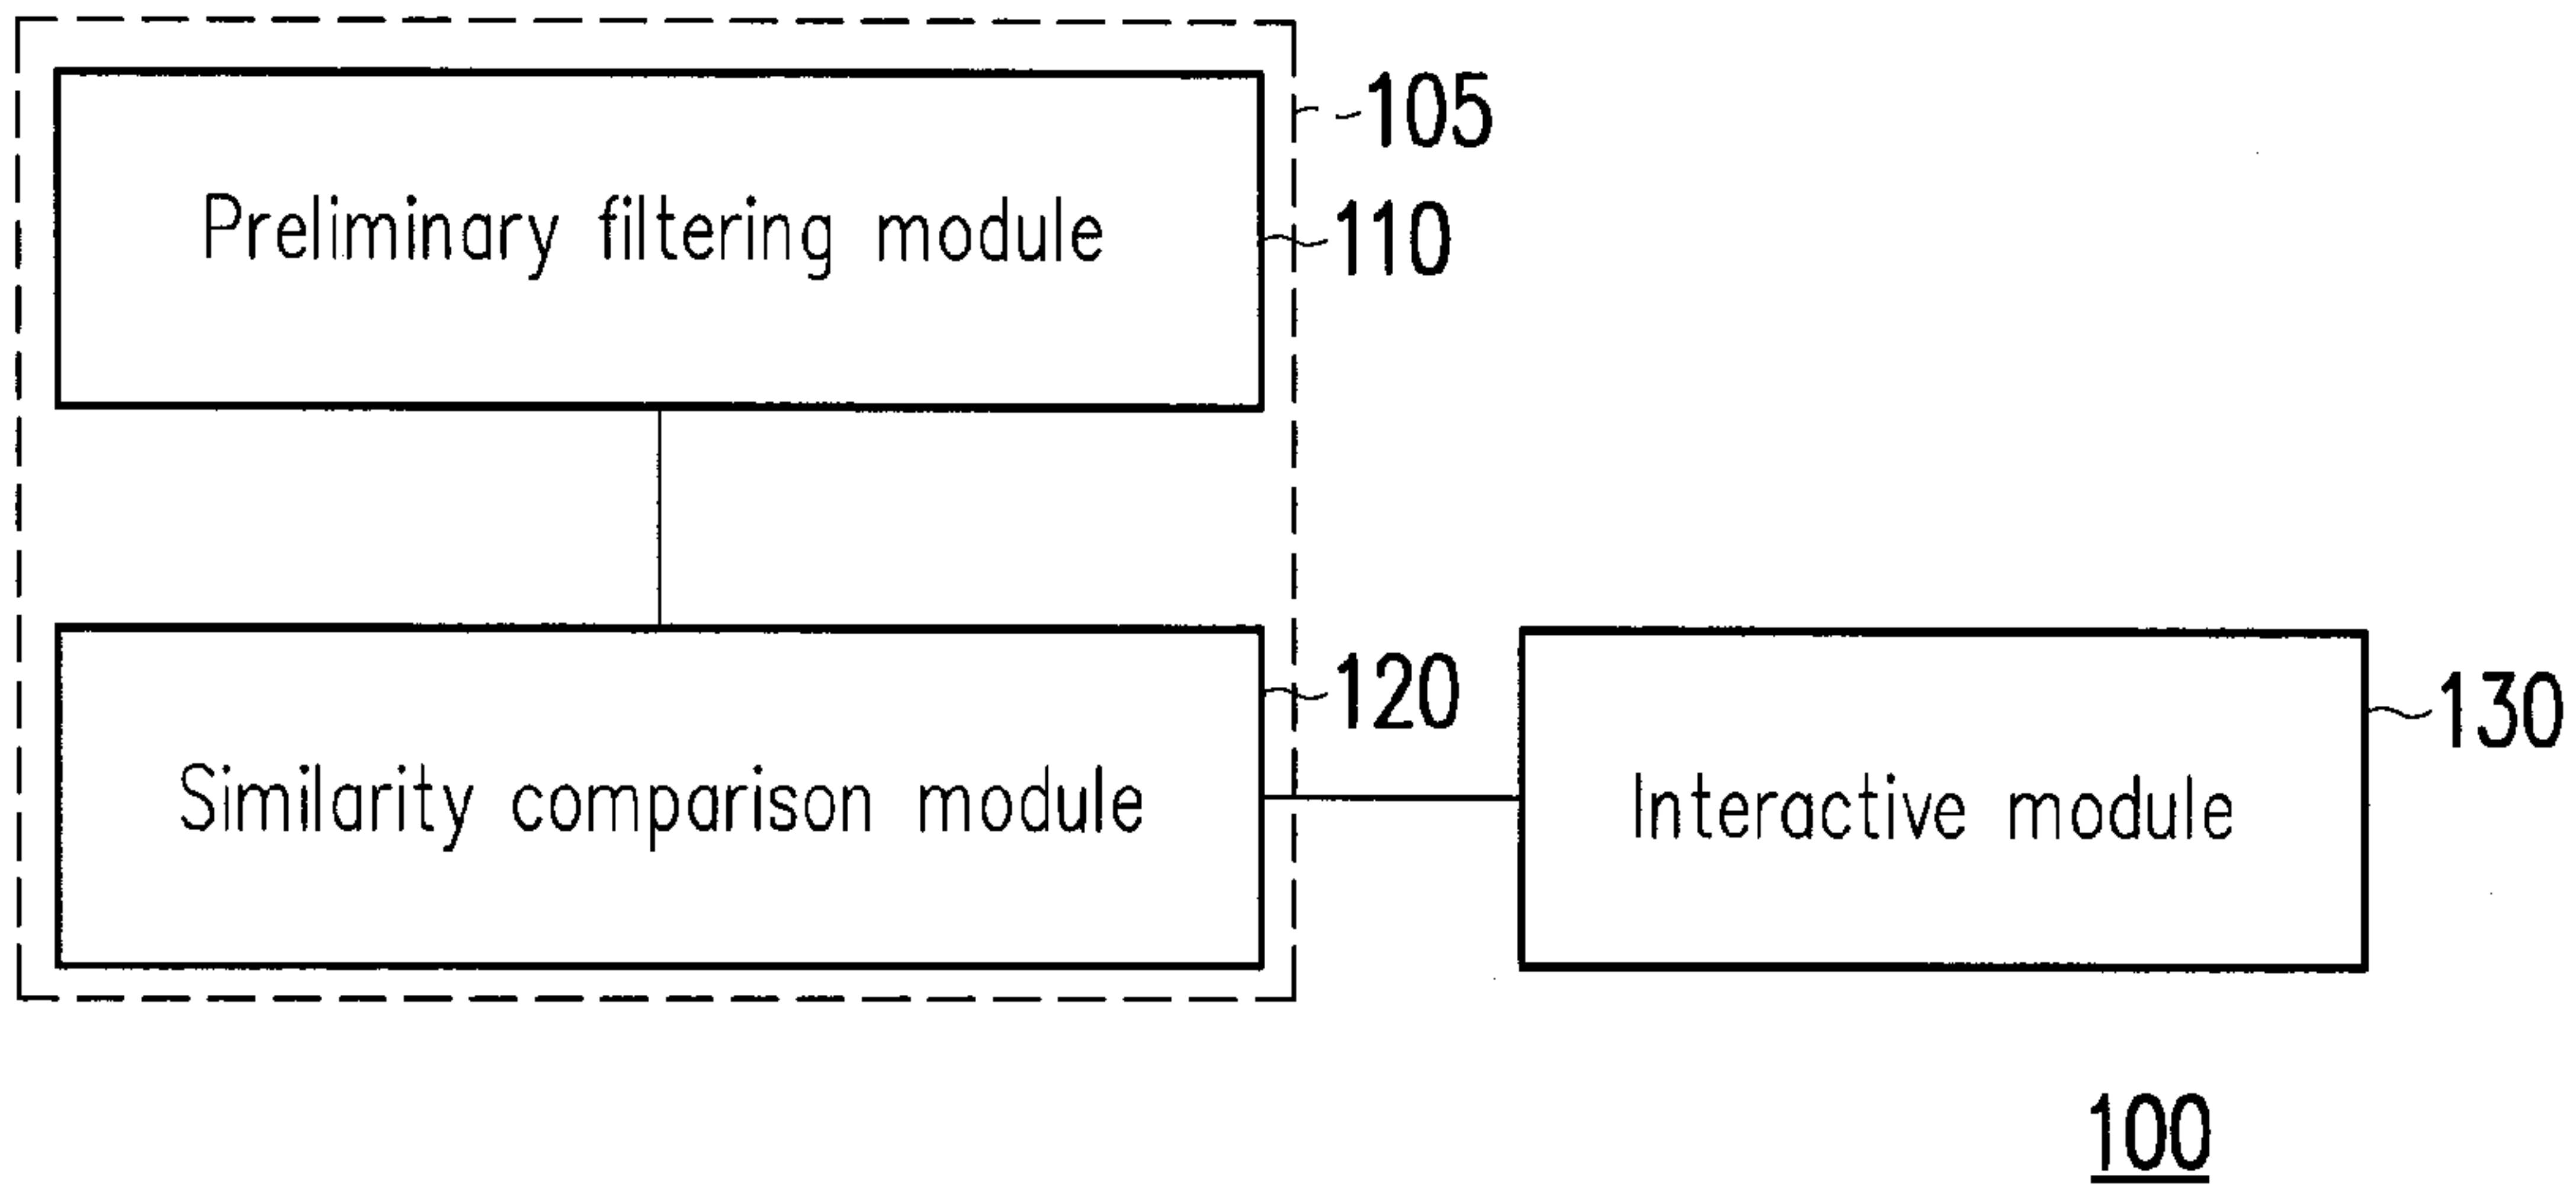 105
Preliminary filtering module
110
120
Similarity comparison module
130
Interactive module
100